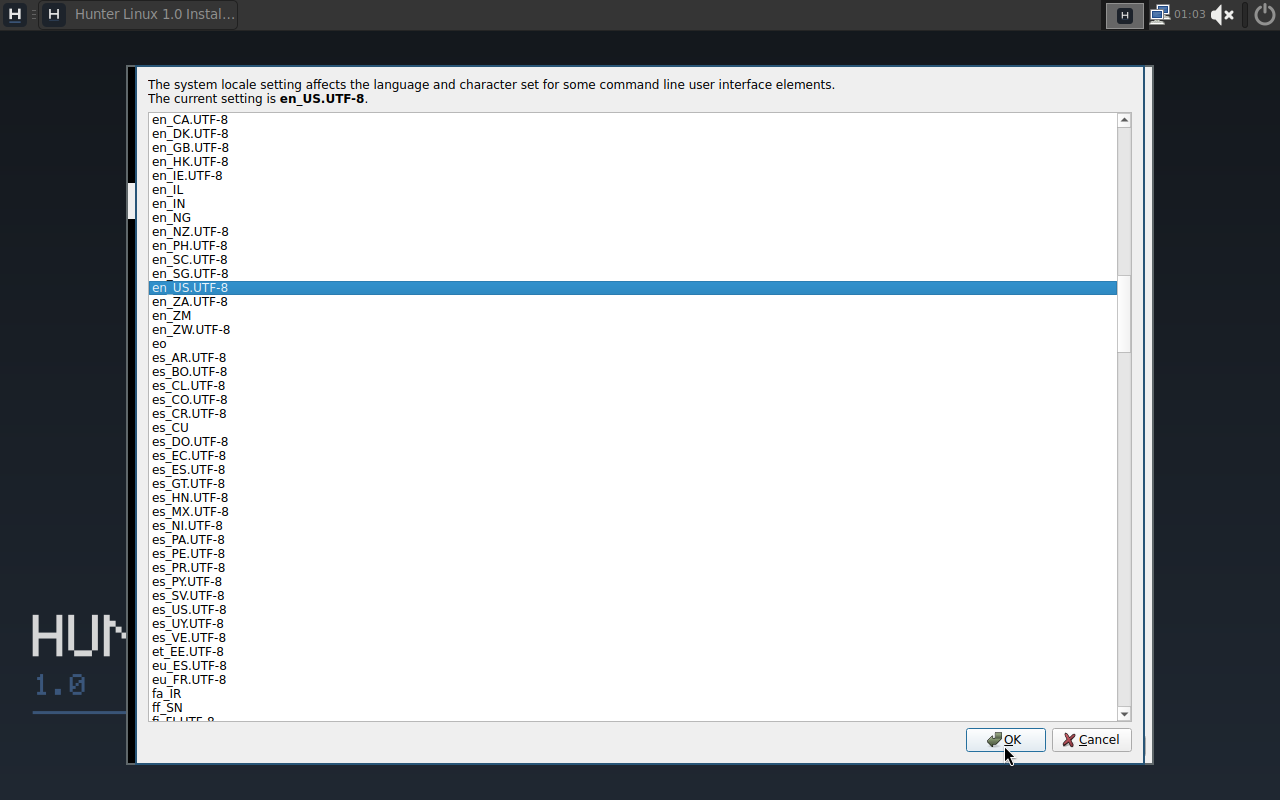 H
H
Hunter Linux 1.0 Instal...
H
01:03
The system locale setting affects the language and character set for some command line user interface elements.
The current setting is en_US.UTF-8.
en_CA.UTF-8
en_DK.UTF-8
en_GB.UTF-8
en_HK.UTF-8
en_IE.UTF-8
en_IL
en_IN
en_NG
en_NZ.UTF-8
en_PH.UTF-8
en_SC.UTF-8
en_SG.UTF-8
en_US.UTF-8
en_ZA.UTF-8
en_ZM
en_ZW.UTF-8
eo
es_AR.UTF-8
es_BO.UTF-8
es_CL.UTF-8
es_CO.UTF-8
es_CR.UTF-8
es_CU
es_DO.UTF-8
es_EC.UTF-8
es_ES.UTF-8
es_GT.UTF-8
es_HN.UTF-8
es_MX.UTF-8
es_NI.UTF-8
es_PA.UTF-8
es_PE.UTF-8
es_PR.UTF-8
es_PY.UTF-8
es_SV.UTF-8
es_US.UTF-8
es_UY.UTF-8
es_VE.UTF-8
et_EE.UTF-8
eu_ES.UTF-8
eu_FR.UTF-8
fa_IR
ff_SN
fi_FI.UTF-8
HUN
1.0
OK
Cancel